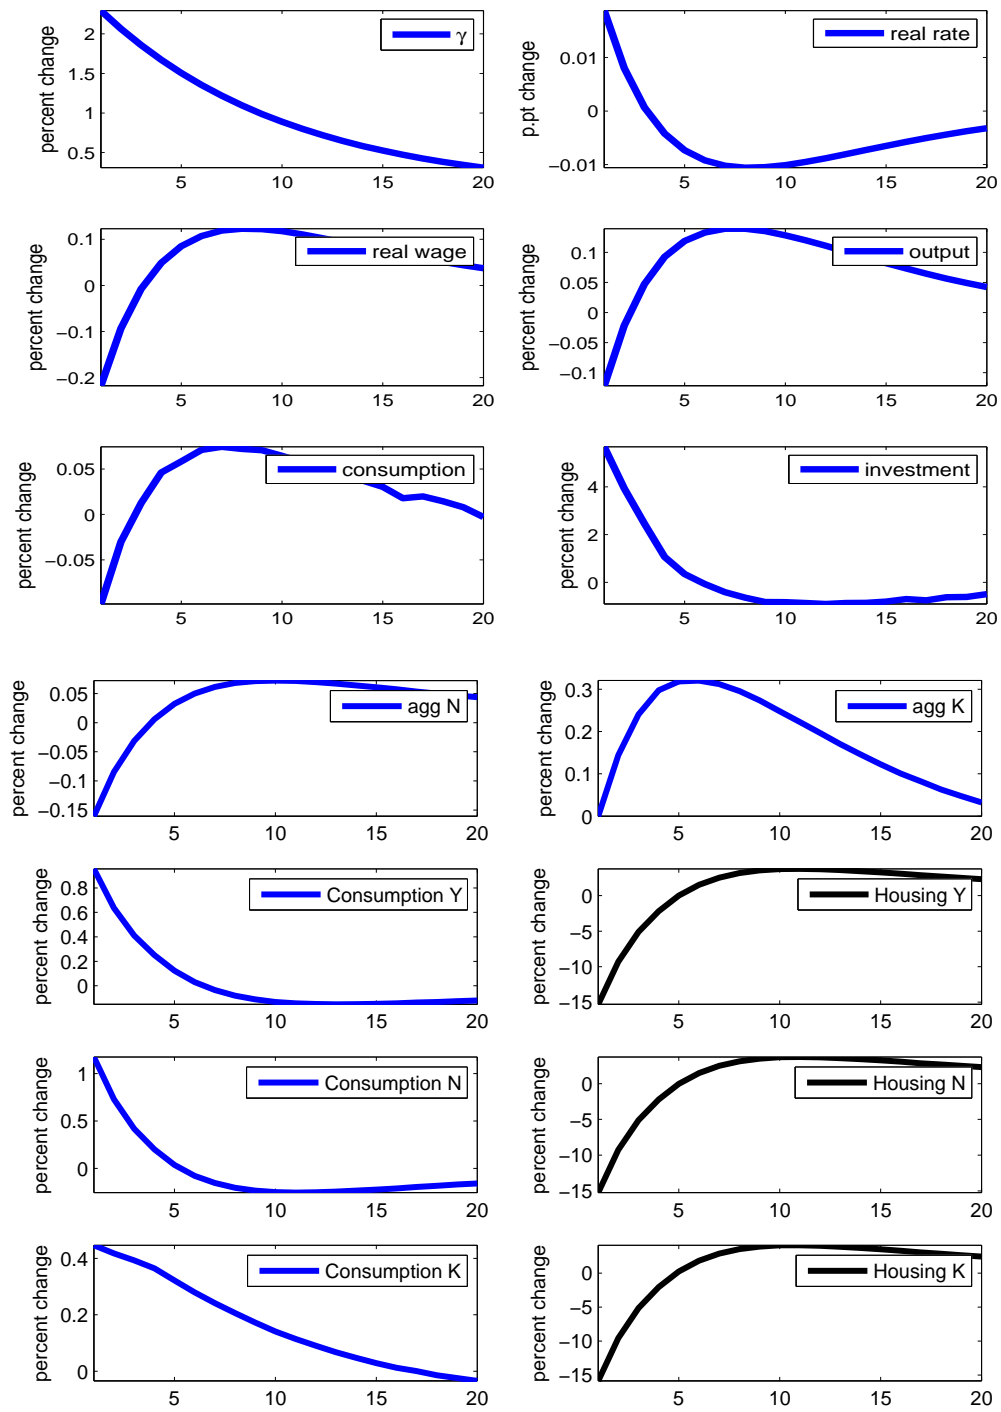 percent change
2
1.5
1
0.5
5 10 15 20
γ
p.pt change
0.01
0
−0.01
5 10 15 20
real rate
percent change
0.1
0
−0.1
−0.2
5 10 15 20
real wage
percent change
0.1
0.05
0
−0.05
−0.1
5 10 15 20
output
percent change
0.05
0
−0.05
5 10 15 20
consumption
percent change
4
2
0
5 10 15 20
investment
percent change
0.05
0
−0.05
−0.1
−0.15
5 10 15 20
agg N
percent change
0.3
0.2
0.1
0
5 10 15 20
agg K
percent change
0.8
0.6
0.4
0.2
0
5 10 15 20
Consumption Y
percent change
0
−5
−10
−15
5 10 15 20
Housing Y
percent change
1
0.5
0
5 10 15 20
Consumption N
percent change
0
−5
−10
−15
5 10 15 20
Housing N
percent change
0.4
0.2
0
5 10 15 20
Consumption K
percent change
0
−5
−10
−15
5 10 15 20
Housing K